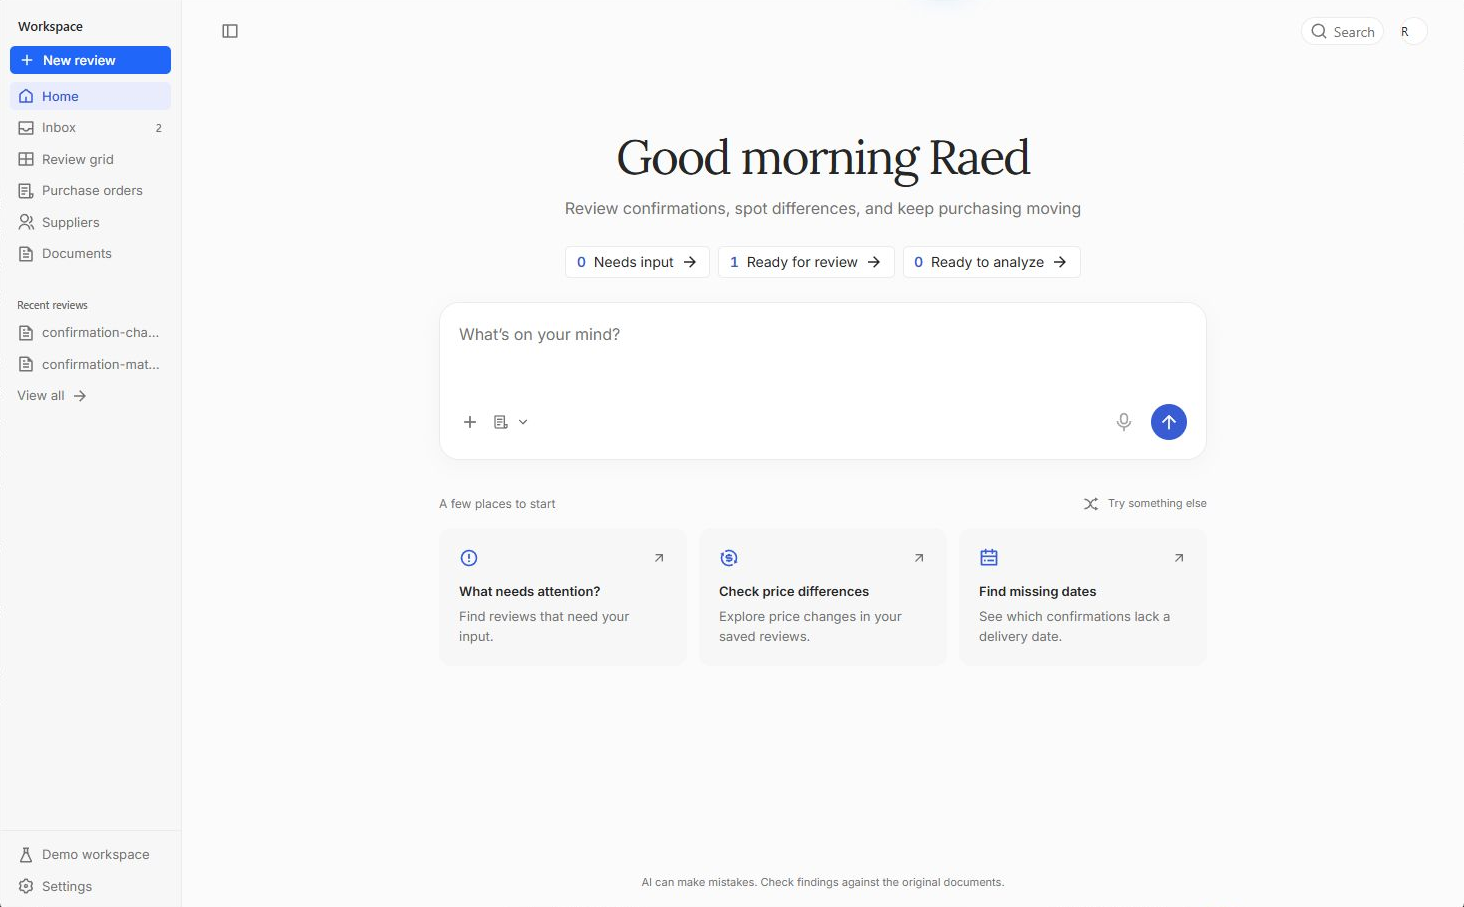 Workspace
New review
Home
Inbox 2
Review grid
Purchase orders
Suppliers
Documents
Recent reviews
confirmation-cha...
confirmation-mat...
View all
Demo workspace
Settings
Search R
Good morning Raed
Review confirmations, spot differences, and keep purchasing moving
0 Needs input
1 Ready for review
0 Ready to analyze
What's on your mind?
A few places to start
Try something else
What needs attention?
Find reviews that need your
input.
Check price differences
Explore price changes in your
saved reviews.
Find missing dates
See which confirmations lack a
delivery date.
AI can make mistakes. Check findings against the original documents.